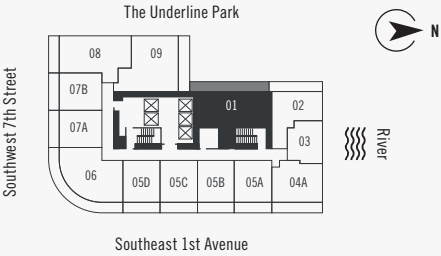 The Underline Park
N
Southwest 7th Street
08
09
07B
01
02
07A
03
River
06
05D
05C
05B
05A
04A
Southeast 1st Avenue